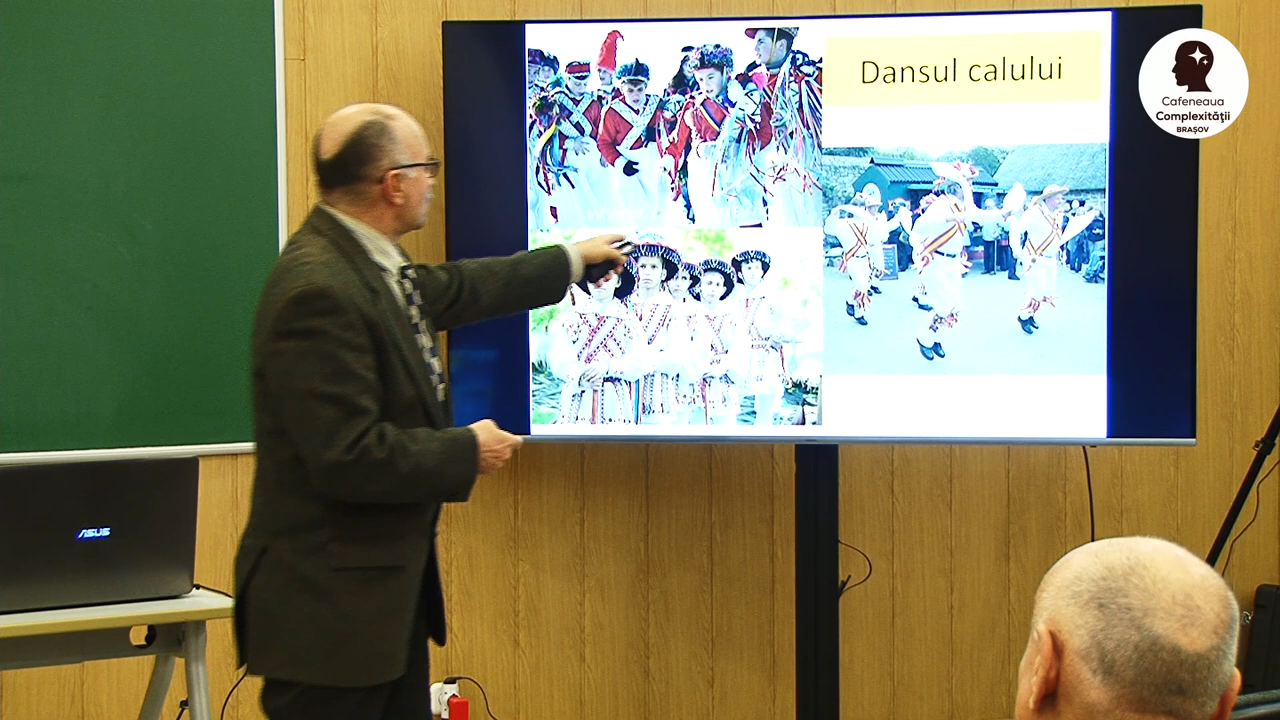 Dansul calului
Cafeneaua
Complexității
BRAȘOV
ASUS